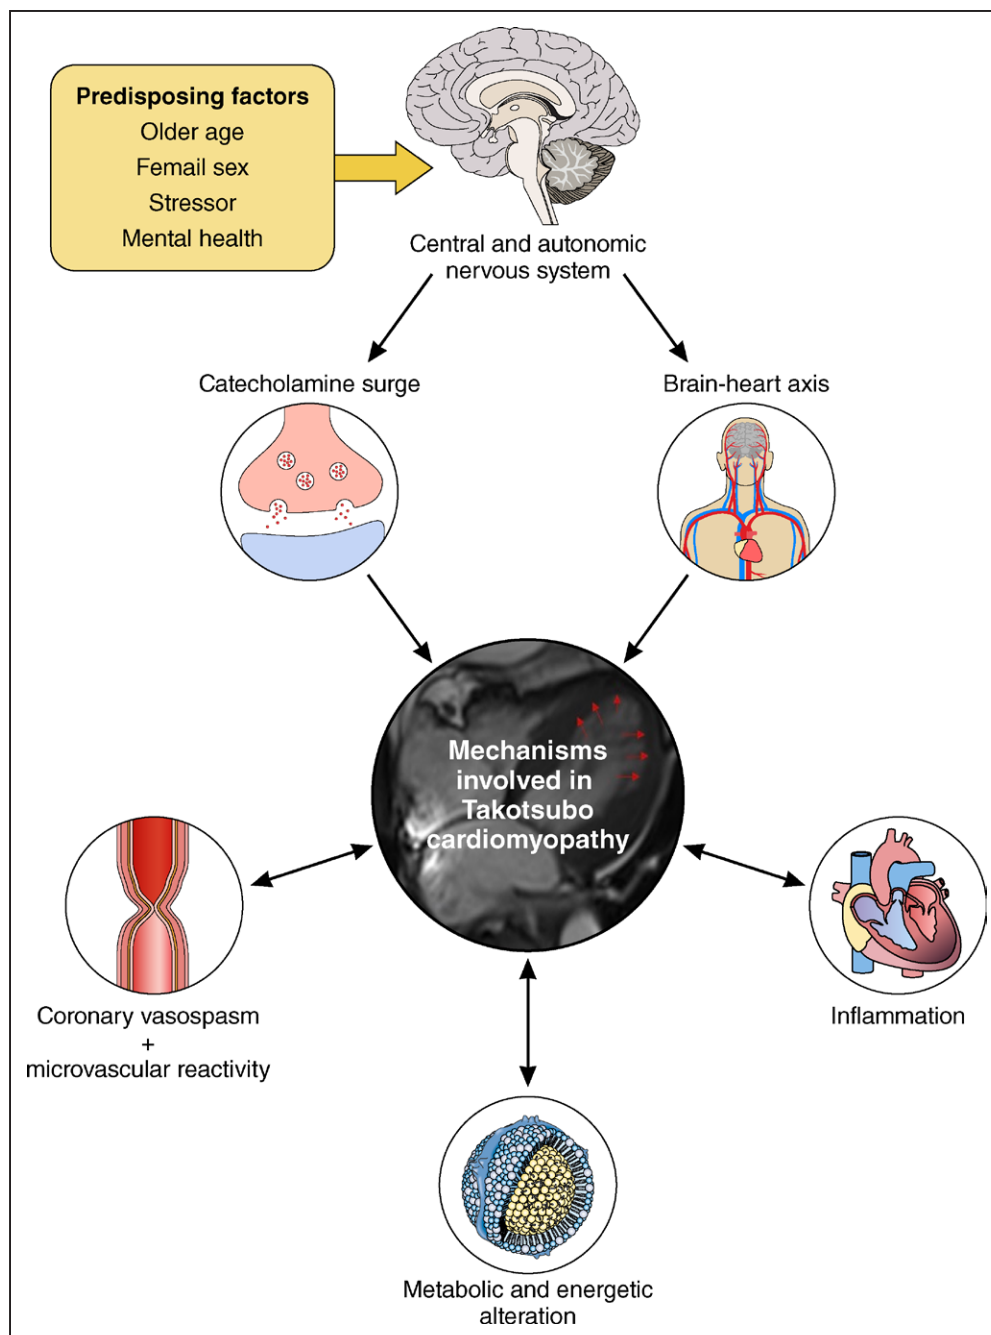 Predisposing factors
Older age
Femail sex
Stressor
Mental health
Central and autonomic
nervous system
Catecholamine surge
Brain-heart axis
Mechanisms
involved in
Takotsubo
cardiomyopathy
Coronary vasospasm
+
microvascular reactivity
Inflammation
Metabolic and energetic
alteration